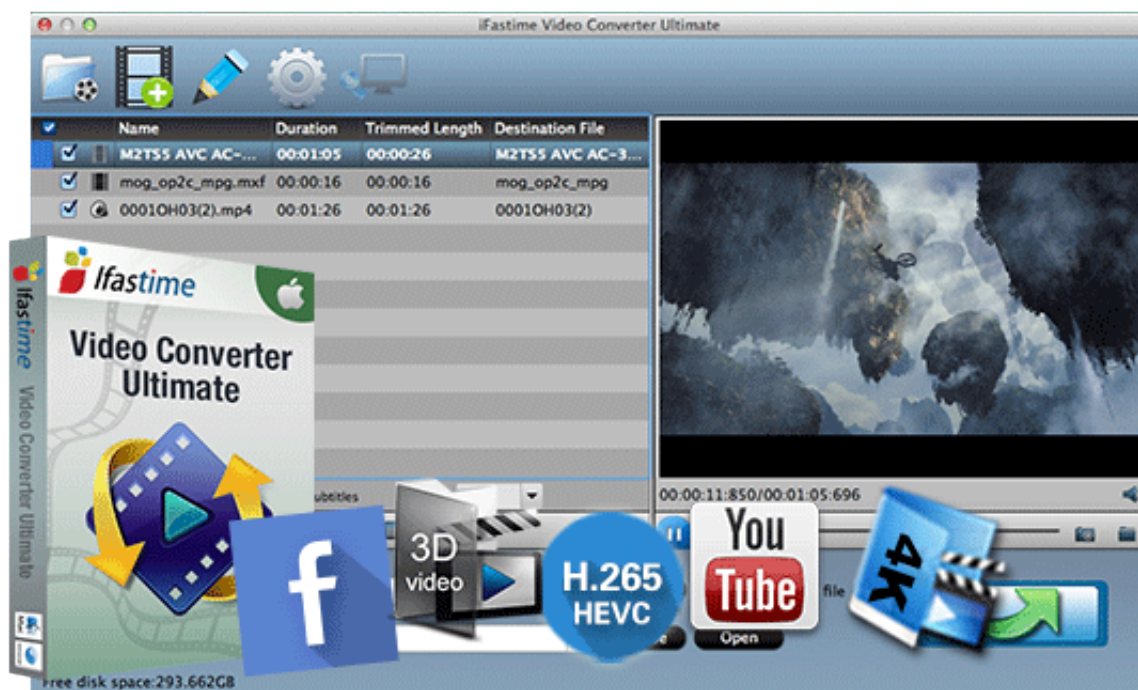 iFastime Video Converter Ultimate
Name Duration Trimmed Length Destination File
M2TS5 AVC AC-... 00:01:05 00:00:26 M2TS5 AVC AC-3...
mog_op2c_mpg.mxf 00:00:16 00:00:16 mog_op2c_mpg
0001OH03(2).mp4 00:01:26 00:01:26 0001OH03(2)
Ifastime
Video Converter
Ultimate
Ifastime Video Converter Ultimate
00:00:11:850/00:01:05:696
f
3D
video
H.265
HEVC
You
Tube
4K
file
Open
Free disk space:293.662GB